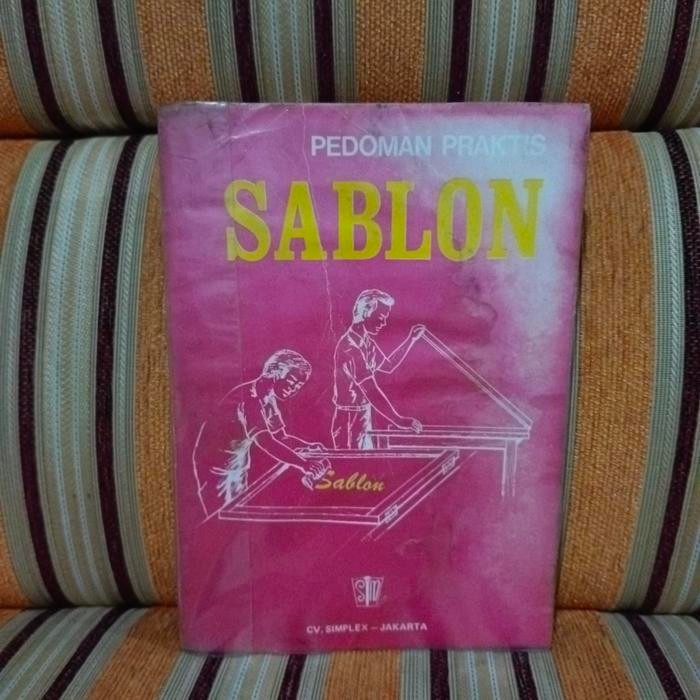 PEDOMAN PRAKTIS
SABLON
Sablon
CV. SIMPLEX – JAKARTA